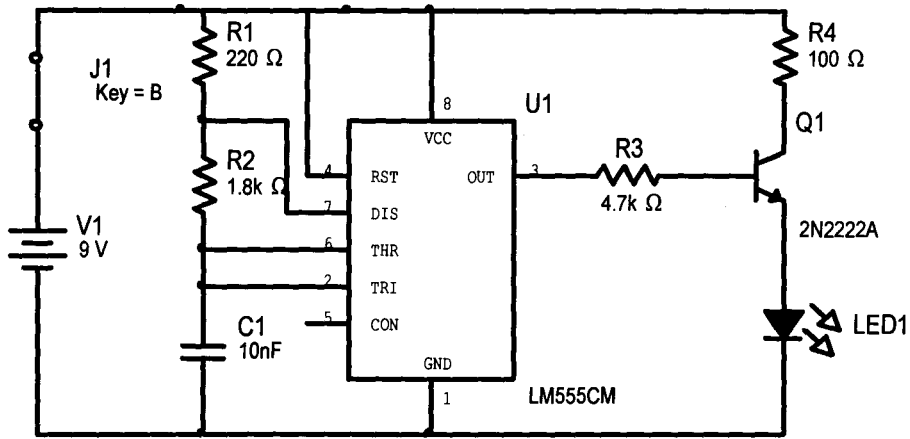 R1
220 Ω
R4
100 Ω
J1
Key = B
8
U1
VCC
Q1
R2
1.8k Ω
4
RST
OUT
3
R3
4.7k Ω
7
DIS
V1
9 V
2N2222A
6
THR
2
TRI
5
CON
C1
10nF
LED1
GND
1
LM555CM